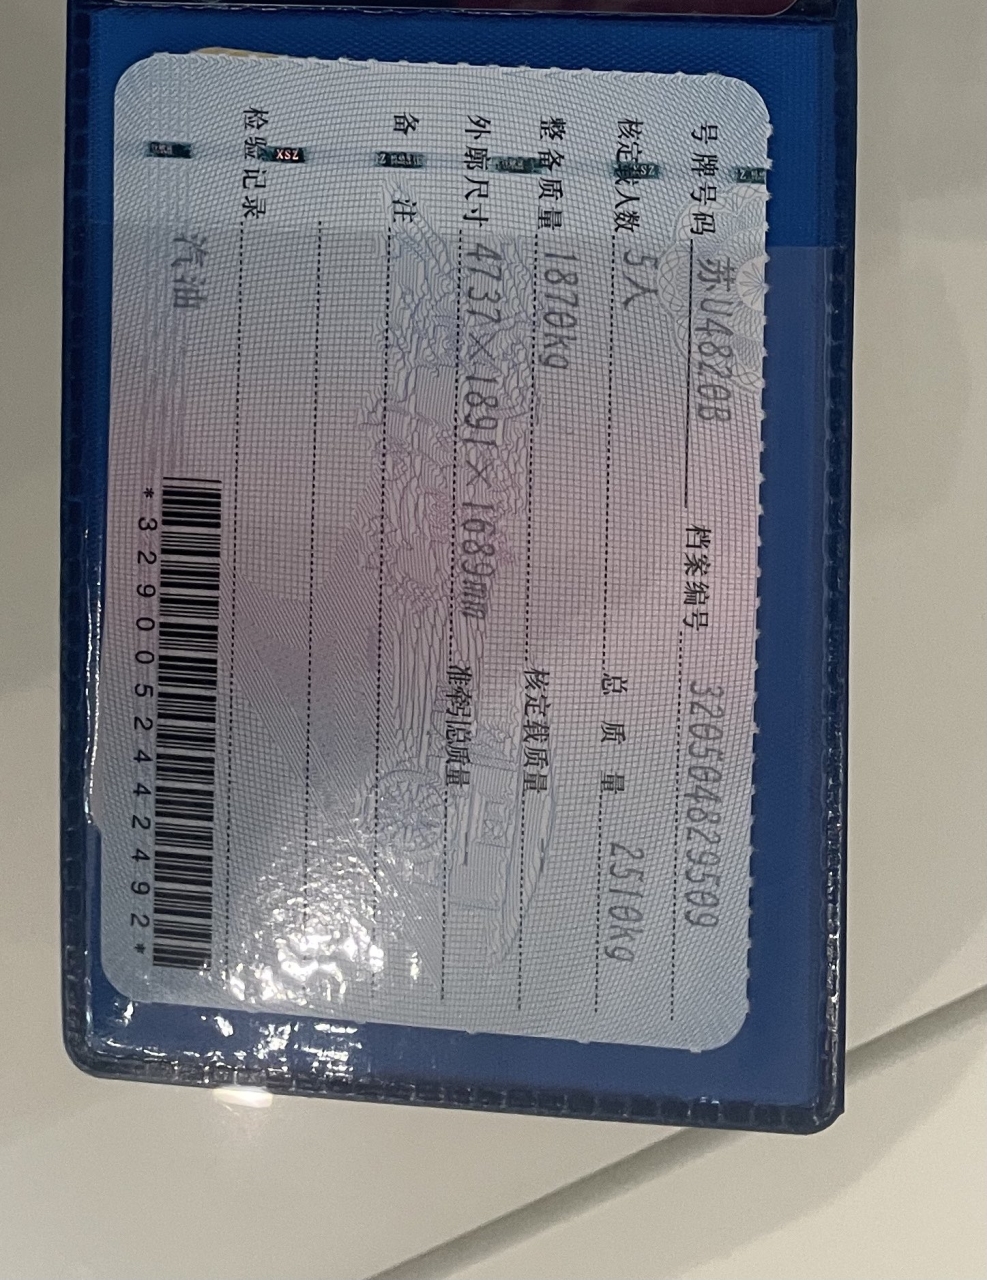 号牌号码 苏U4820B 档案编号 320504829509
核定载人数 5人 总质量 2510kg
整备质量 1870kg 核定载质量 --
外廓尺寸 4737×1891×1689mm 准牵引总质量 --
备注
检验记录
汽油
*3290052442492*